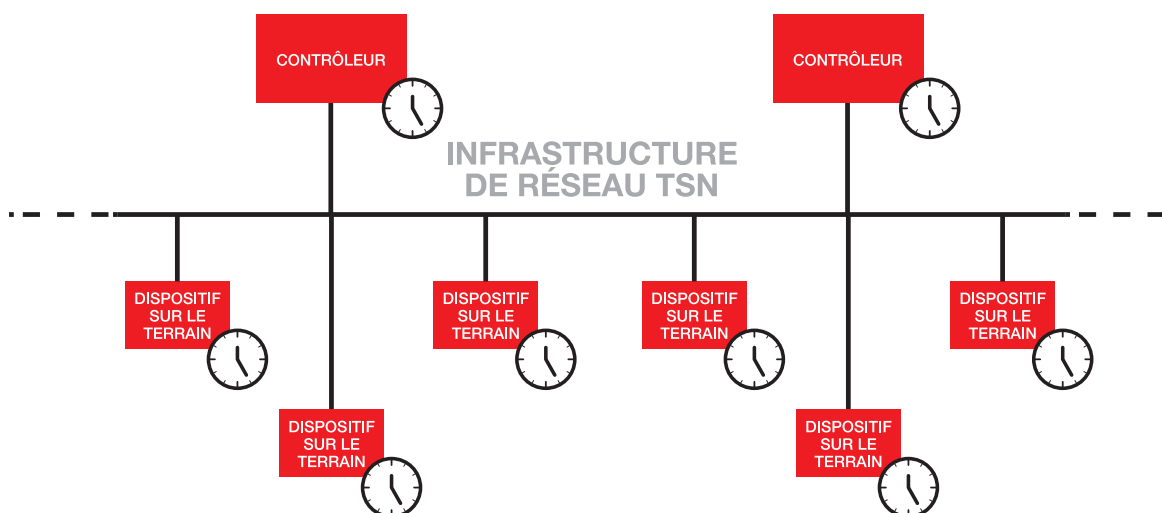 CONTRÔLEUR
CONTRÔLEUR
INFRASTRUCTURE
DE RÉSEAU TSN
DISPOSITIF
SUR LE
TERRAIN
DISPOSITIF
SUR LE
TERRAIN
DISPOSITIF
SUR LE
TERRAIN
DISPOSITIF
SUR LE
TERRAIN
DISPOSITIF
SUR LE
TERRAIN
DISPOSITIF
SUR LE
TERRAIN